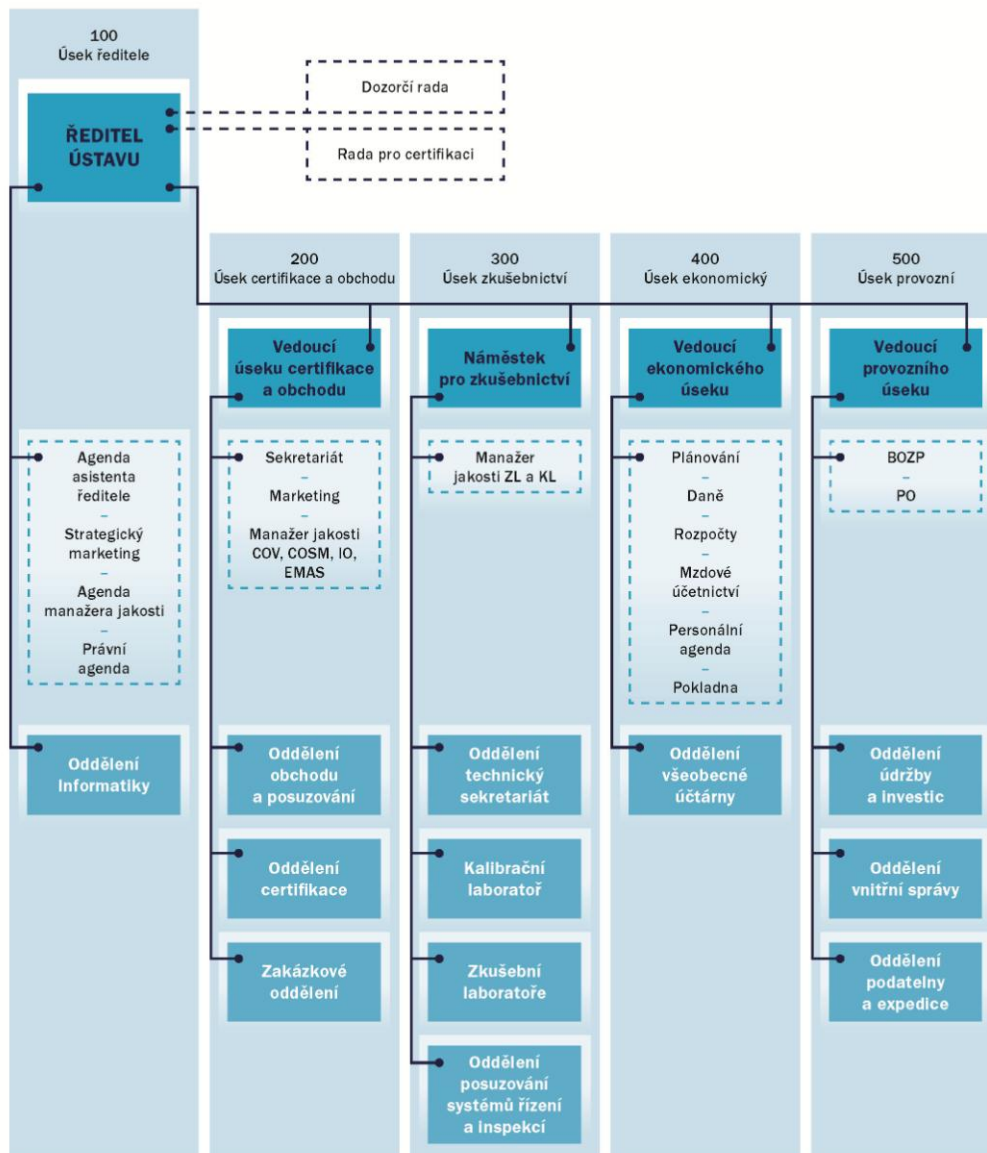 100
Úsek ředitele
ŘEDITEL
ÚSTAVU
Dozorčí rada
Rada pro certifikaci
200
Úsek certifikace a obchodu
300
Úsek zkušebnictví
400
Úsek ekonomický
500
Úsek provozní
Vedoucí
úseku certifikace
a obchodu
Náměstek
pro zkušebnictví
Vedoucí
ekonomického
úseku
Vedoucí
provozního
úseku
Agenda
asistenta
ředitele
–
Strategický
marketing
–
Agenda
manažera jakosti
–
Právní
agenda
Sekretariát
–
Marketing
–
Manažer jakosti
COV, COSM, IO,
EMAS
Manažer
jakosti ZL a KL
Plánování
–
Daně
–
Rozpočty
–
Mzdové
účetnictví
–
Personální
agenda
–
Pokladna
BOZP
–
PO
Oddělení
Informatiky
Oddělení
obchodu
a posuzování
Oddělení
certifikace
Zakázkové
oddělení
Oddělení
technický
sekretariát
Kalibrační
laboratoř
Zkušební
laboratoře
Oddělení
posuzování
systémů řízení
a inspekcí
Oddělení
všeobecné
účtárny
Oddělení
údržby
a investic
Oddělení
vnitřní správy
Oddělení
podatelny
a expedice